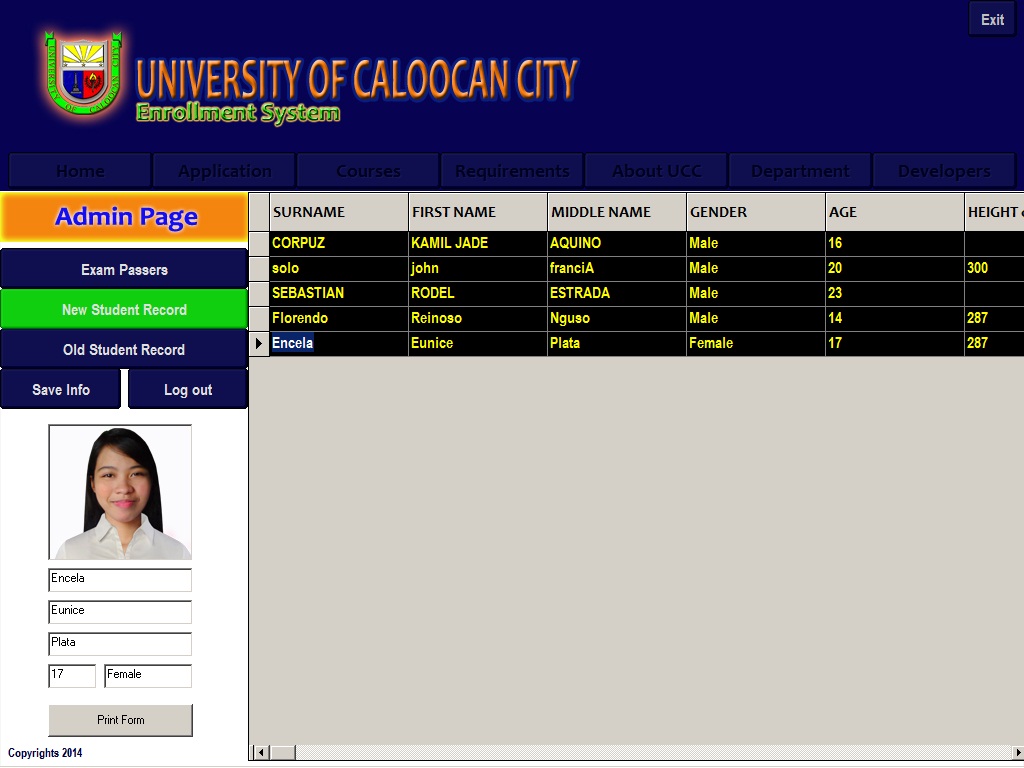 Exit
UNIVERSITY OF CALOOCAN CITY
Enrollment System
Home Application Courses Requirements About UCC Department Developers
Admin Page
Exam Passers
New Student Record
Old Student Record
Save Info Log out
Encela
Eunice
Plata
17 Female
Print Form
Copyrights 2014
SURNAME FIRST NAME MIDDLE NAME GENDER AGE HEIGHT
CORPUZ KAMIL JADE AQUINO Male 16
solo john franciA Male 20 300
SEBASTIAN RODEL ESTRADA Male 23
Florendo Reinoso Nguso Male 14 287
Encela Eunice Plata Female 17 287